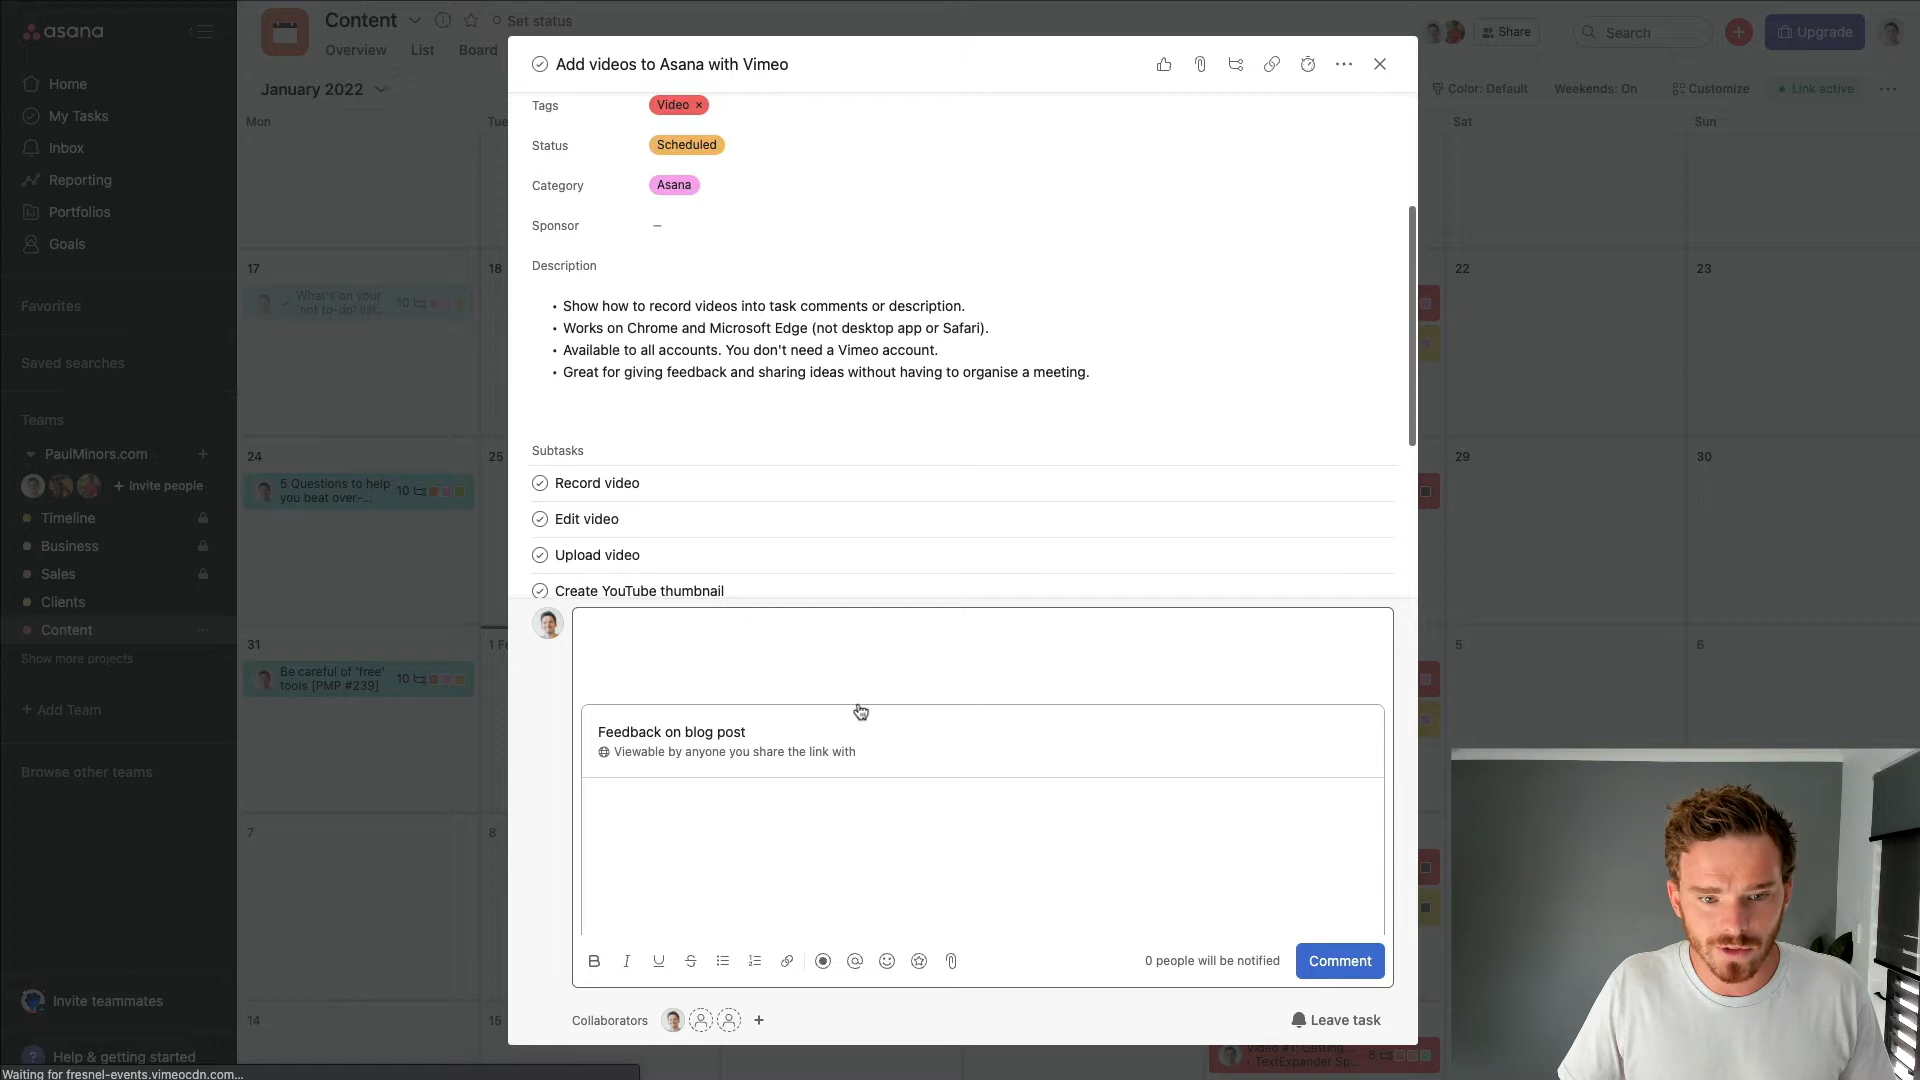 asana
Home
My Tasks
Inbox
Reporting
Portfolios
Goals
Favorites
Saved searches
Teams
PaulMinors.com
Invite people
Timeline
Business
Sales
Clients
Content
Show more projects
Add Team
Browse other teams
Invite teammates
Help & getting started
Waiting for fresnel-events.vimeocdn.com...
Content
Set status
Overview
List
Board
Share
Search
Upgrade
January 2022
Color: Default
Weekends: On
Customize
Link active
Mon
Tue
Sat
Sun
17
18
22
23
What's on your
'not to-do' list...
10
24
25
29
30
5 Questions to help
you beat over-...
10
31
1 Fe
5
6
Be careful of 'free'
tools [PMP #239]
10
7
8
14
15
TextExpander Sp...
8
Add videos to Asana with Vimeo
Tags
Video ×
Status
Scheduled
Category
Asana
Sponsor
—
Description
• Show how to record videos into task comments or description.
• Works on Chrome and Microsoft Edge (not desktop app or Safari).
• Available to all accounts. You don't need a Vimeo account.
• Great for giving feedback and sharing ideas without having to organise a meeting.
Subtasks
Record video
Edit video
Upload video
Create YouTube thumbnail
Feedback on blog post
Viewable by anyone you share the link with
0 people will be notified
Comment
Collaborators
Leave task